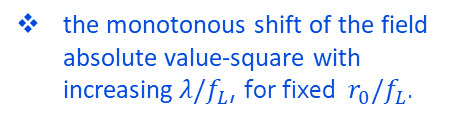 ❖ the monotonous shift of the field
absolute value-square with
increasing λ/f_L, for fixed r_0/f_L.